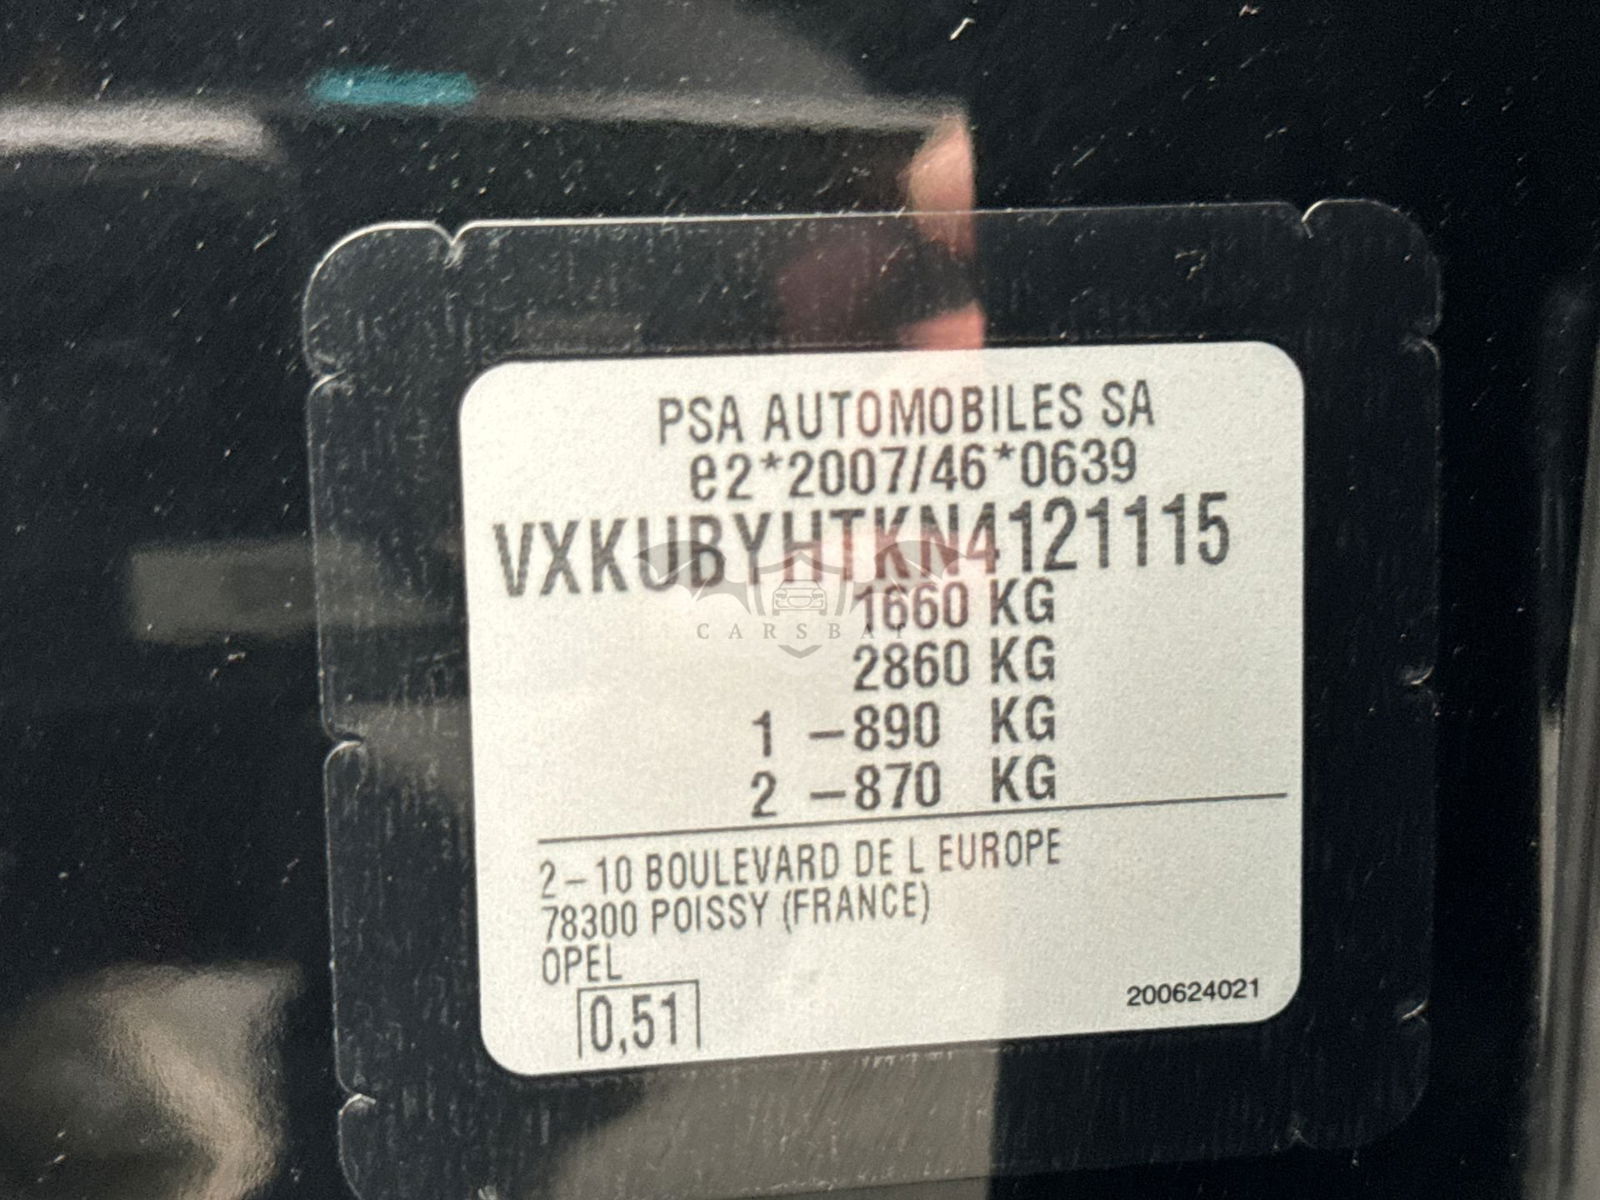 PSA AUTOMOBILES SA
e2*2007/46*0639
VXKUBYHTKN4121115
1660 KG
CARSBAT
2860 KG
1 -890 KG
2 -870 KG
2-10 BOULEVARD DE L EUROPE
78300 POISSY (FRANCE)
OPEL
0,51
200624021